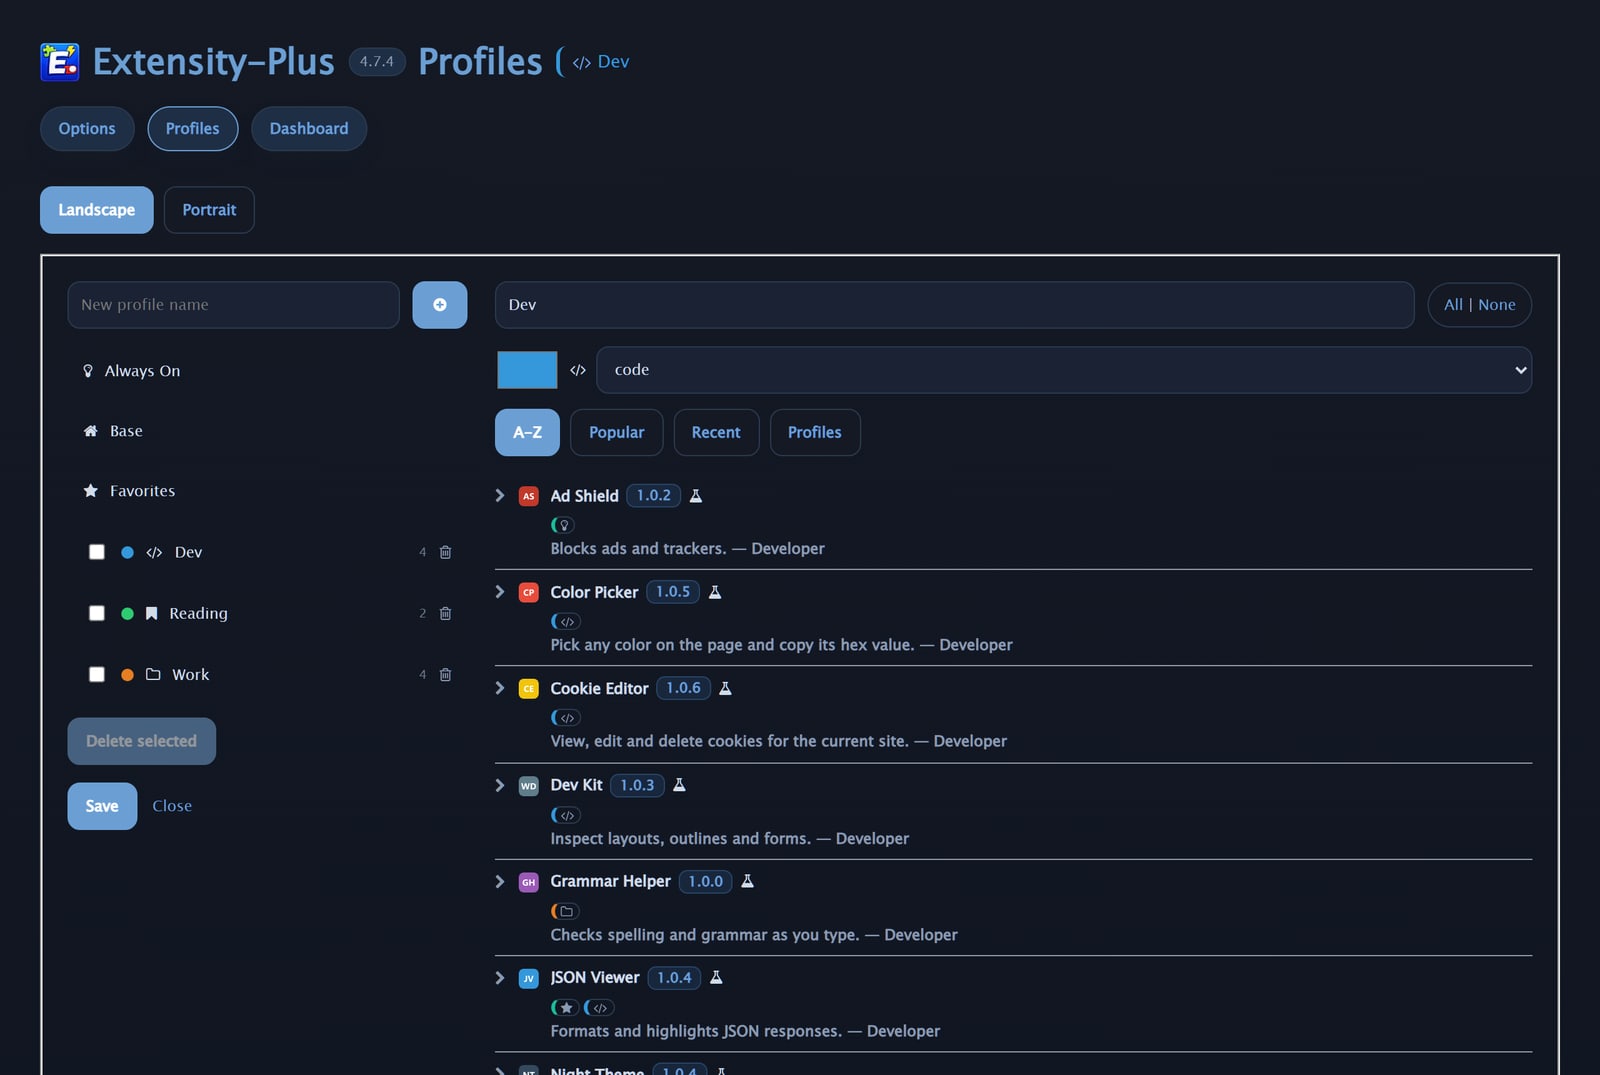 Extensity-Plus 4.7.4 Profiles Dev
Options Profiles Dashboard
Landscape Portrait
New profile name
Always On
Base
Favorites
Dev 4
Reading 2
Work 4
Delete selected
Save Close
Dev All | None
code
A-Z Popular Recent Profiles
AS Ad Shield 1.0.2
Blocks ads and trackers. — Developer
CP Color Picker 1.0.5
Pick any color on the page and copy its hex value. — Developer
CE Cookie Editor 1.0.6
View, edit and delete cookies for the current site. — Developer
WD Dev Kit 1.0.3
Inspect layouts, outlines and forms. — Developer
GH Grammar Helper 1.0.0
Checks spelling and grammar as you type. — Developer
JV JSON Viewer 1.0.4
Formats and highlights JSON responses. — Developer
NT Night Theme 1.0.4